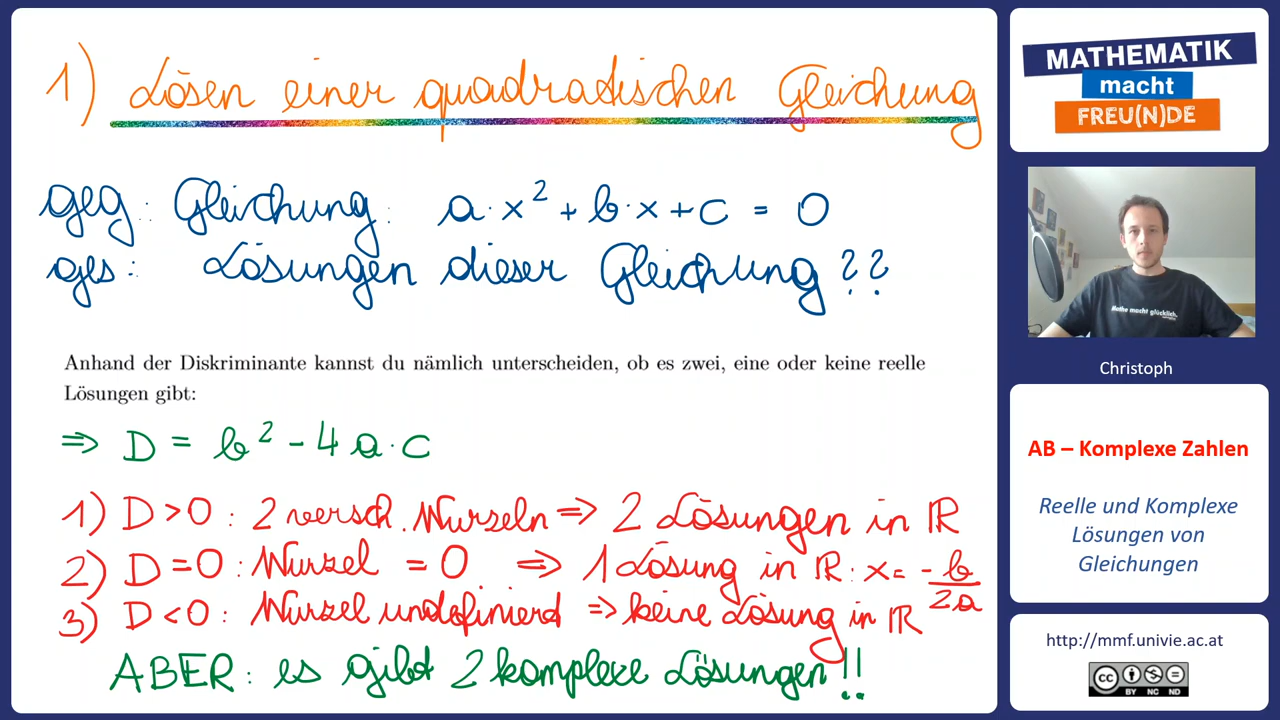 1) Lösen einer quadratischen Gleichung
geg.: Gleichung: a·x² + b·x + c = 0
ges.: Lösungen dieser Gleichung??
Anhand der Diskriminante kannst du nämlich unterscheiden, ob es zwei, eine oder keine reelle
Lösungen gibt:
⇒ D = b² - 4a·c
1) D > 0 : 2 versch. Wurzeln ⇒ 2 Lösungen in ℝ
2) D = 0 : Wurzel = 0 ⇒ 1 Lösung in ℝ: x = -b/2a
3) D < 0 : Wurzel undefiniert ⇒ keine Lösung in ℝ
ABER: es gibt 2 komplexe Lösungen!!
MATHEMATIK
macht
FREU(N)DE
Mathe macht glücklich.
Christoph
AB – Komplexe Zahlen
Reelle und Komplexe
Lösungen von
Gleichungen
http://mmf.univie.ac.at
cc
BY NC ND